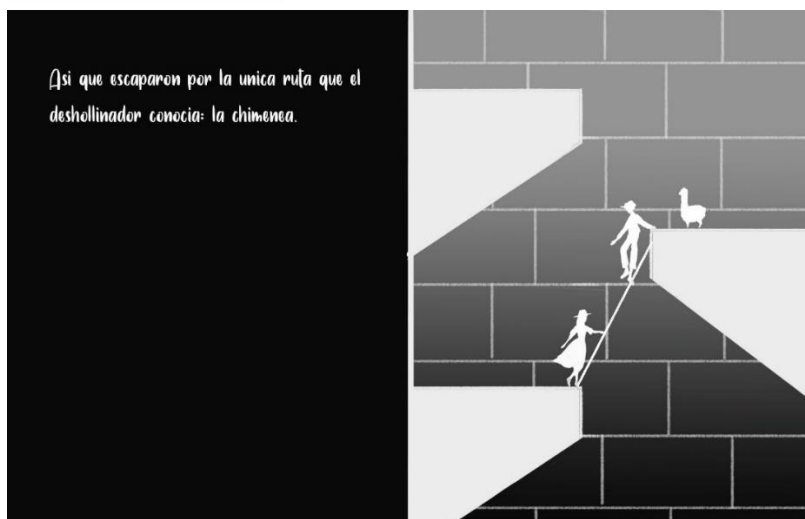 Asi que escaparon por la unica ruta que el
deshollinador conocia: la chimenea.